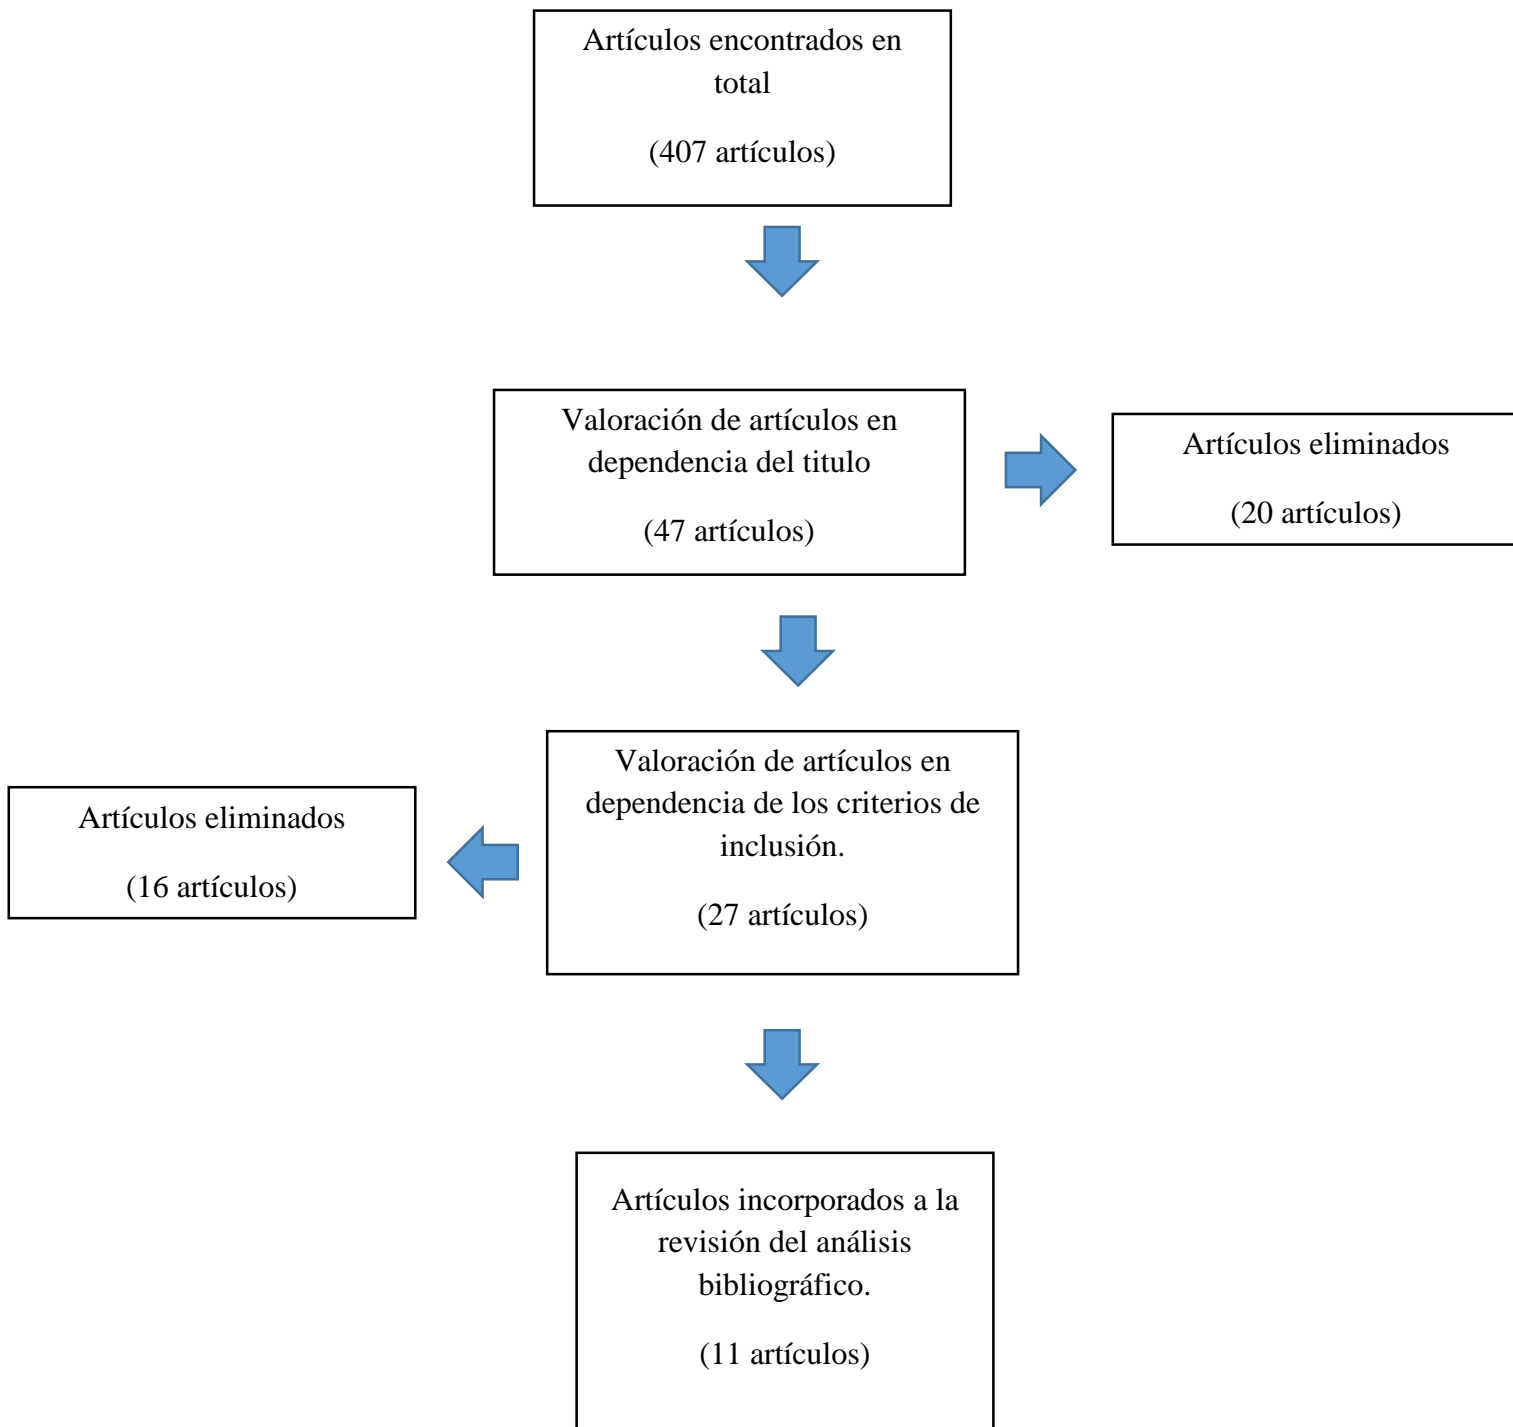 Artículos encontrados en
total
(407 artículos)
Valoración de artículos en
dependencia del titulo
(47 artículos)
Artículos eliminados
(20 artículos)
Valoración de artículos en
dependencia de los criterios de
inclusión.
(27 artículos)
Artículos eliminados
(16 artículos)
Artículos incorporados a la
revisión del análisis
bibliográfico.
(11 artículos)